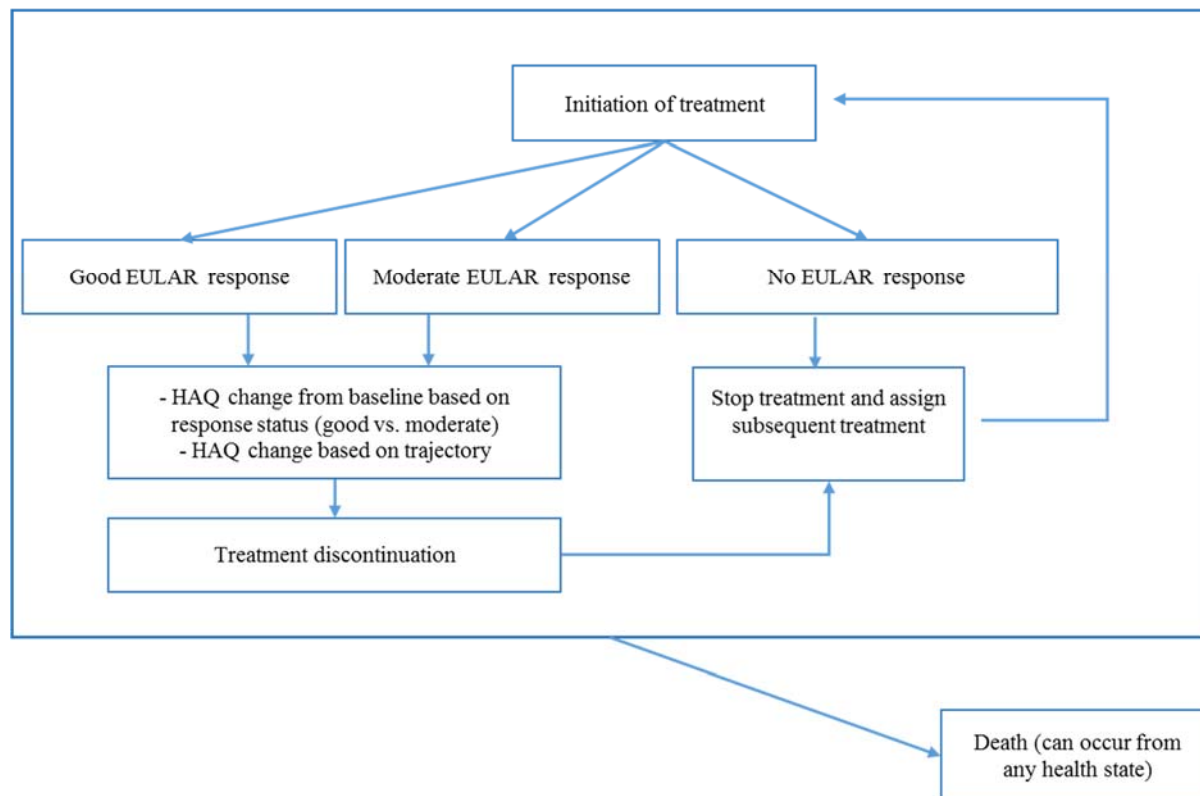 Initiation of treatment
Good EULAR response
Moderate EULAR response
No EULAR response
- HAQ change from baseline based on
response status (good vs. moderate)
- HAQ change based on trajectory
Stop treatment and assign
subsequent treatment
Treatment discontinuation
Death (can occur from
any health state)